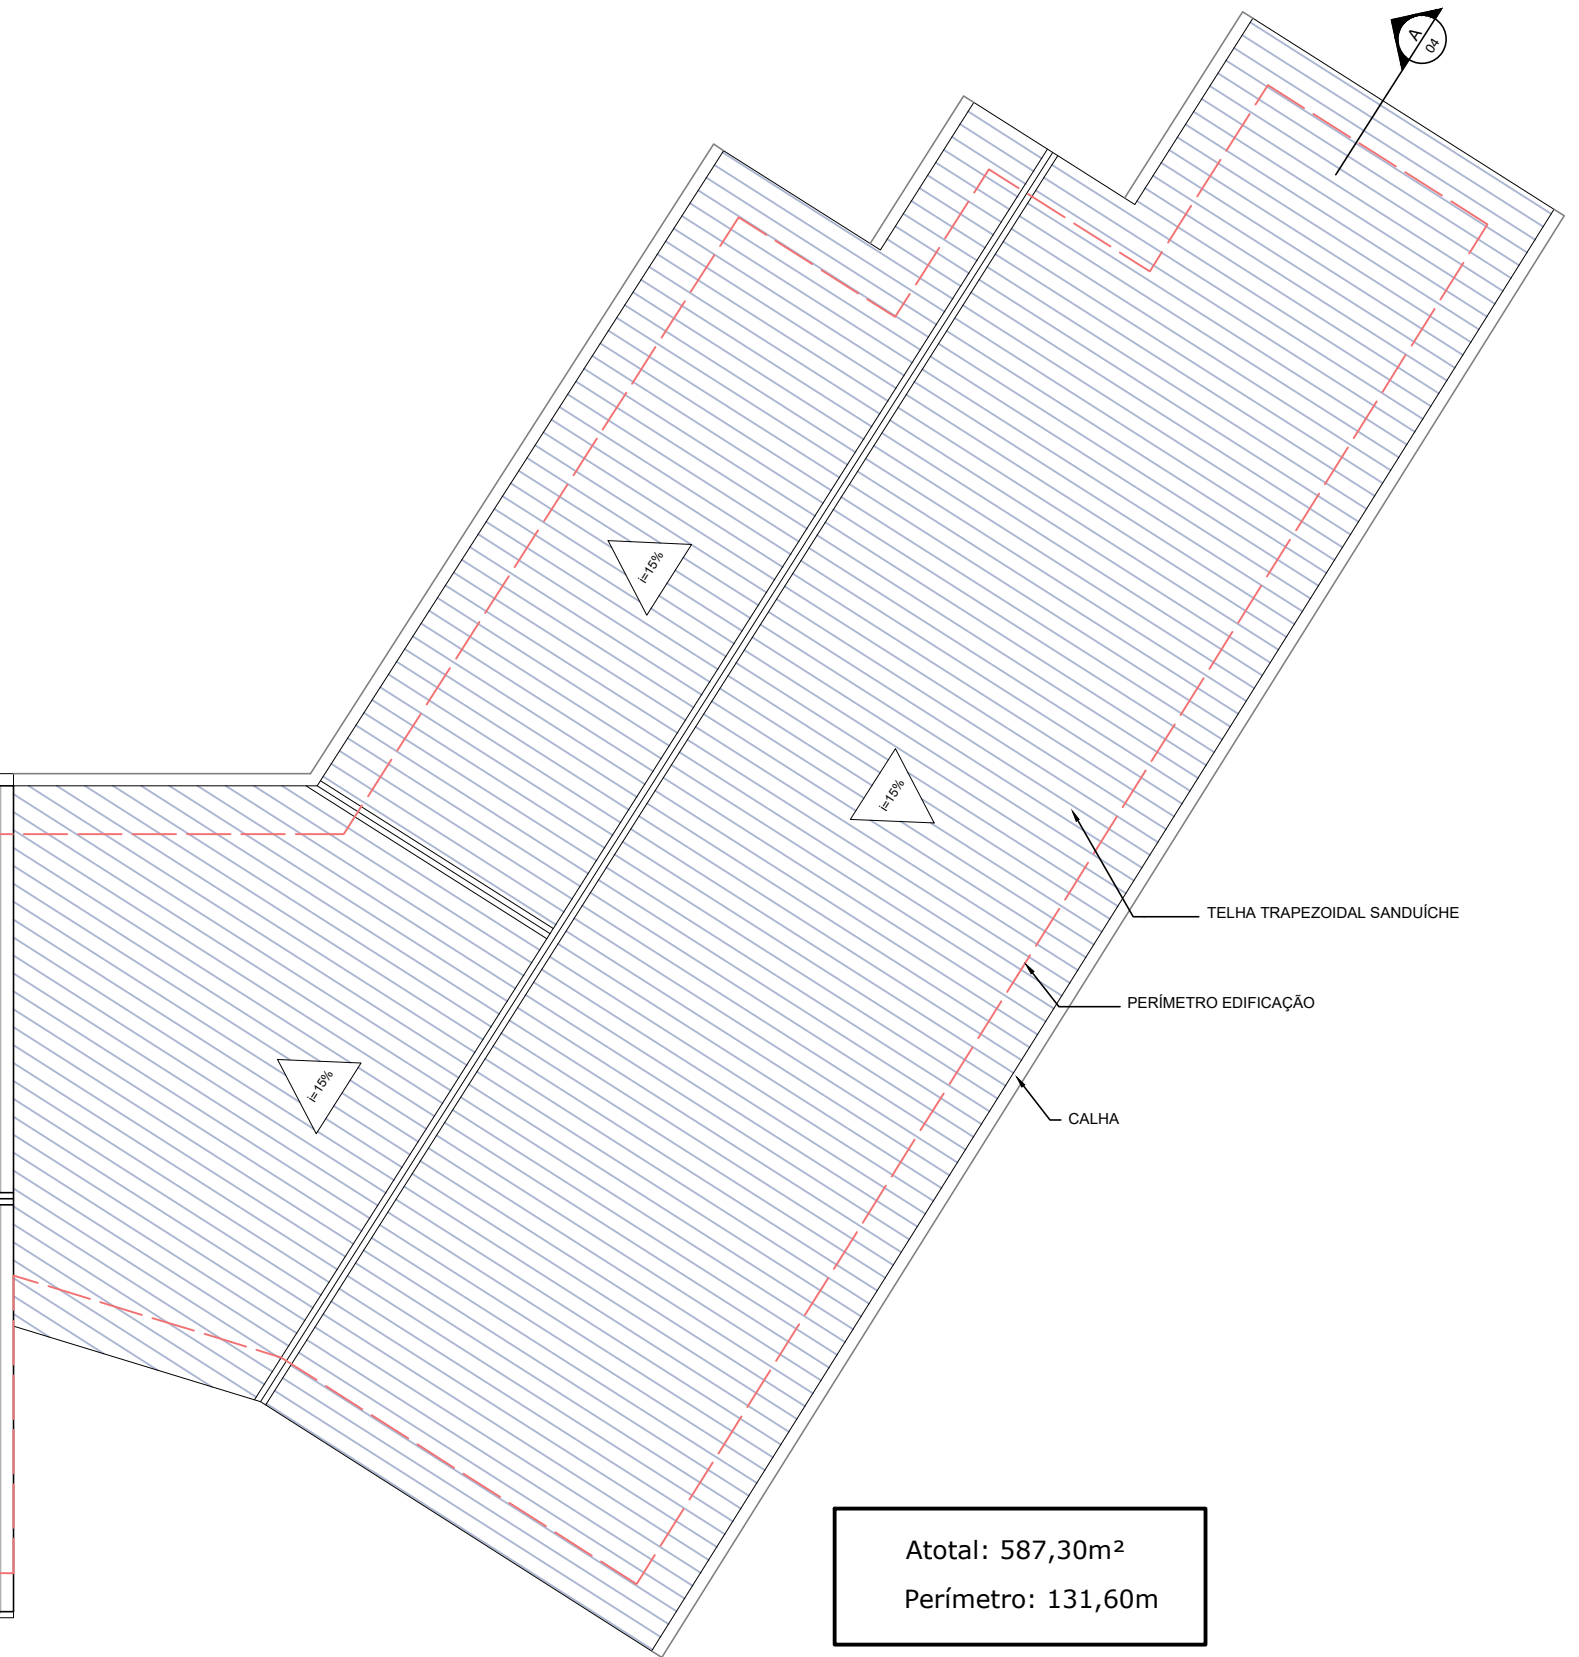 A
04
i=15%
i=15%
TELHA TRAPEZOIDAL SANDUÍCHE
PERÍMETRO EDIFICAÇÃO
i=15%
CALHA
Atotal: 587,30m²
Perímetro: 131,60m